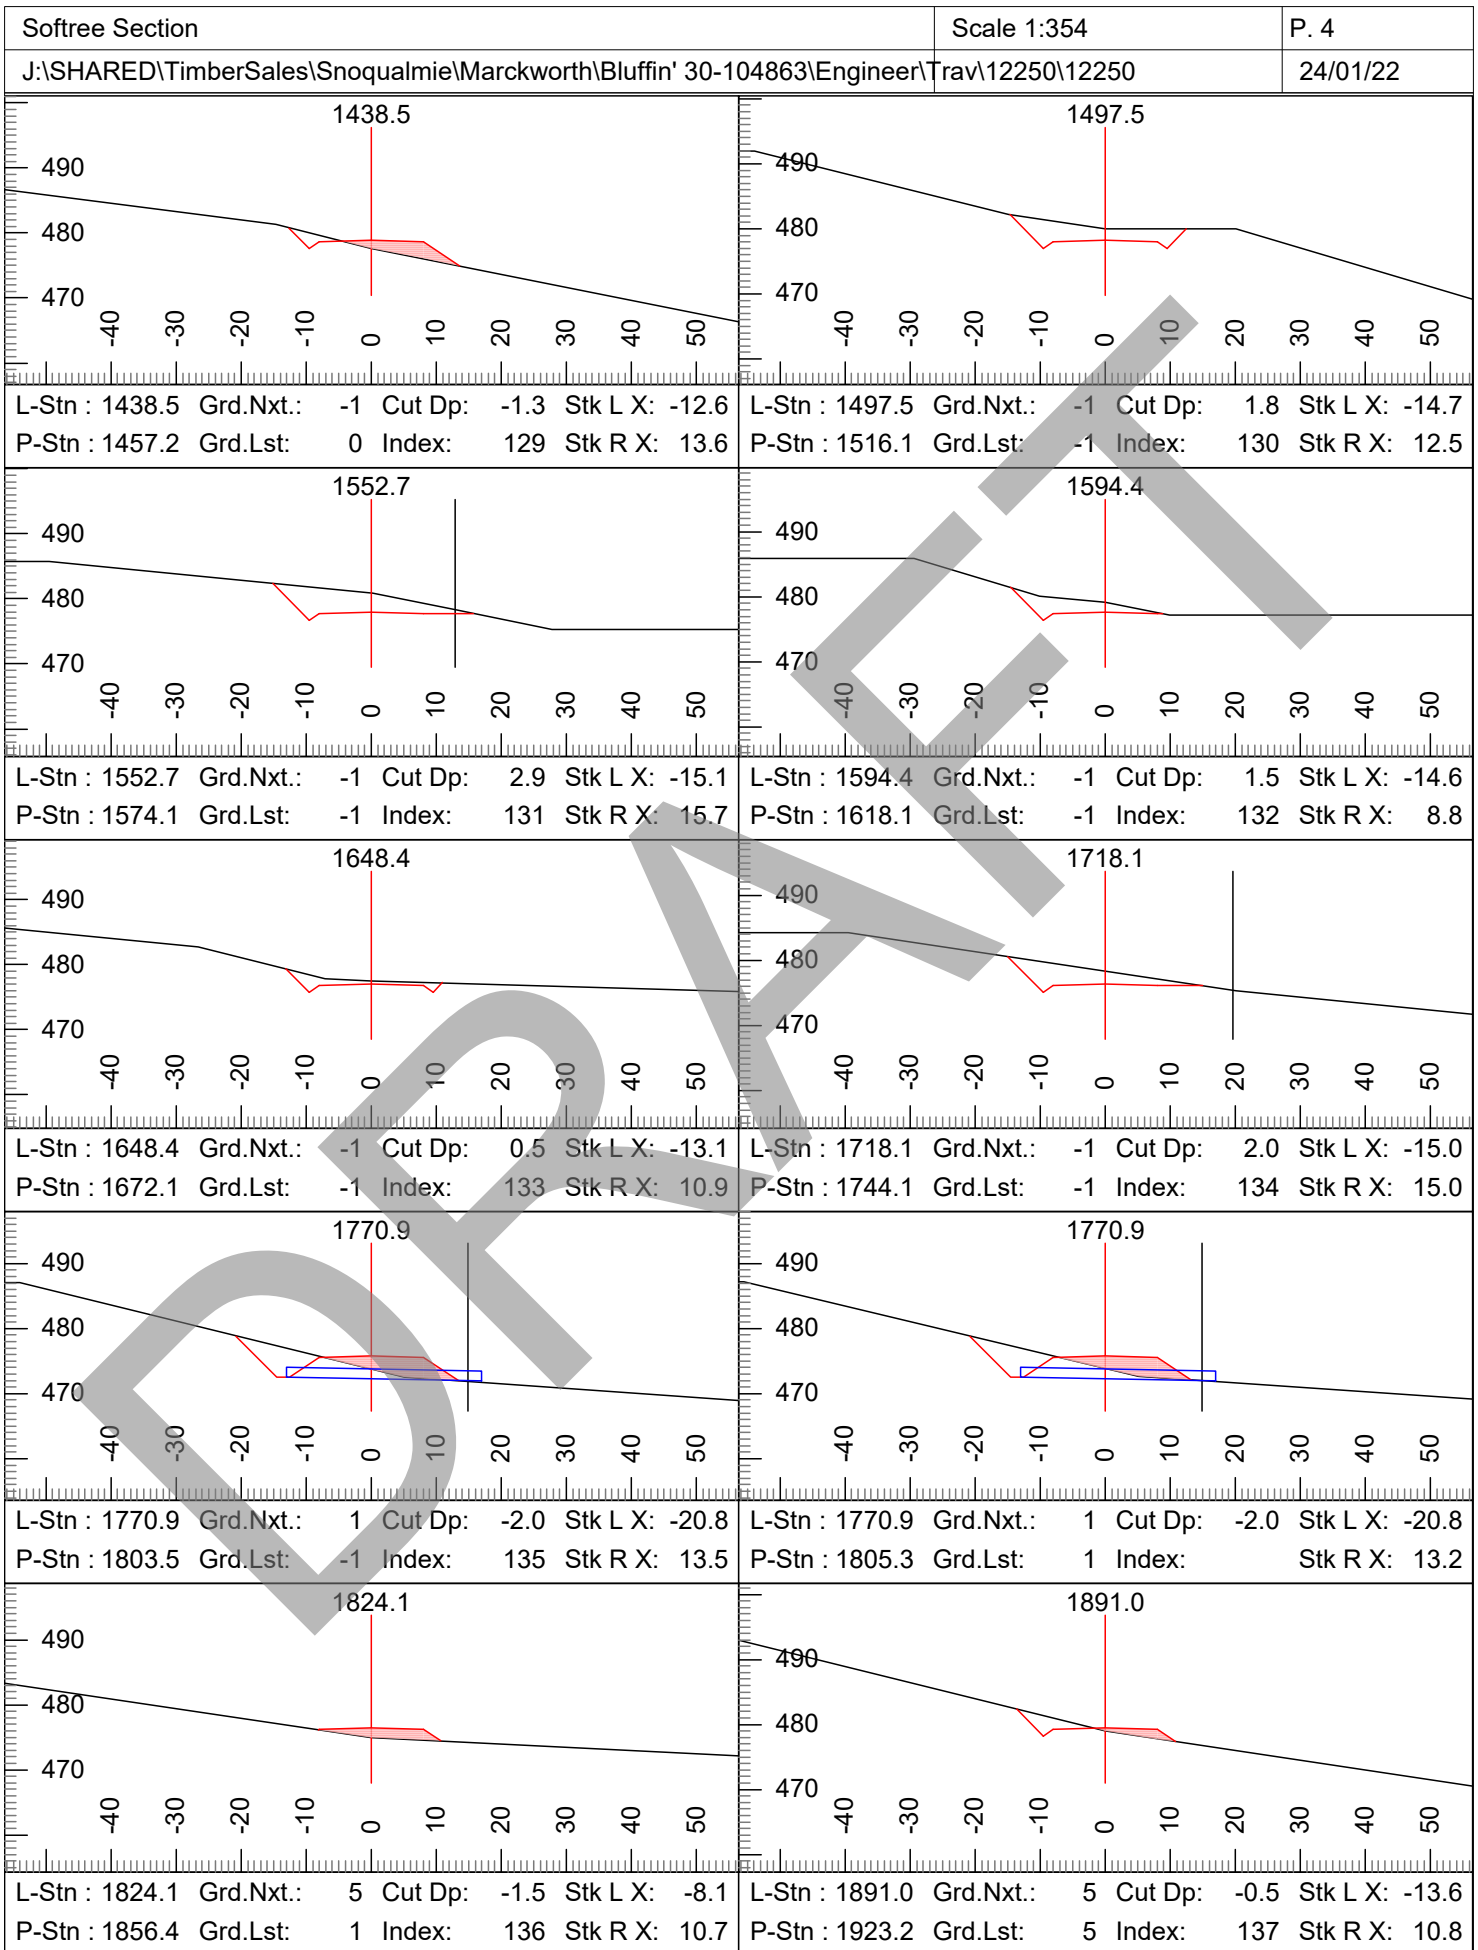 Softree Section Scale 1:354 P. 4
J:\SHARED\TimberSales\Snoqualmie\Marckworth\Bluffin' 30-104863\Engineer\Trav\12250\12250 24/01/22
1438.5
490
480
470
-40 -30 -20 -10 0 10 20 30 40 50
L-Stn : 1438.5 Grd.Nxt.: -1 Cut Dp: -1.3 Stk L X: -12.6
P-Stn : 1457.2 Grd.Lst: 0 Index: 129 Stk R X: 13.6
1497.5
490
480
470
-40 -30 -20 -10 0 10 20 30 40 50
L-Stn : 1497.5 Grd.Nxt.: -1 Cut Dp: 1.8 Stk L X: -14.7
P-Stn : 1516.1 Grd.Lst: -1 Index: 130 Stk R X: 12.5
1552.7
490
480
470
-40 -30 -20 -10 0 10 20 30 40 50
L-Stn : 1552.7 Grd.Nxt.: -1 Cut Dp: 2.9 Stk L X: -15.1
P-Stn : 1574.1 Grd.Lst: -1 Index: 131 Stk R X: 15.7
1594.4
490
480
470
-40 -30 -20 -10 0 10 20 30 40 50
L-Stn : 1594.4 Grd.Nxt.: -1 Cut Dp: 1.5 Stk L X: -14.6
P-Stn : 1618.1 Grd.Lst: -1 Index: 132 Stk R X: 8.8
1648.4
490
480
470
-40 -30 -20 -10 0 10 20 30 40 50
L-Stn : 1648.4 Grd.Nxt.: -1 Cut Dp: 0.5 Stk L X: -13.1
P-Stn : 1672.1 Grd.Lst: -1 Index: 133 Stk R X: 10.9
1718.1
490
480
470
-40 -30 -20 -10 0 10 20 30 40 50
L-Stn : 1718.1 Grd.Nxt.: -1 Cut Dp: 2.0 Stk L X: -15.0
P-Stn : 1744.1 Grd.Lst: -1 Index: 134 Stk R X: 15.0
1770.9
490
480
470
-40 -30 -20 -10 0 10 20 30 40 50
L-Stn : 1770.9 Grd.Nxt.: 1 Cut Dp: -2.0 Stk L X: -20.8
P-Stn : 1803.5 Grd.Lst: -1 Index: 135 Stk R X: 13.5
1770.9
490
480
470
-40 -30 -20 -10 0 10 20 30 40 50
L-Stn : 1770.9 Grd.Nxt.: 1 Cut Dp: -2.0 Stk L X: -20.8
P-Stn : 1805.3 Grd.Lst: 1 Index: Stk R X: 13.2
1824.1
490
480
470
-40 -30 -20 -10 0 10 20 30 40 50
L-Stn : 1824.1 Grd.Nxt.: 5 Cut Dp: -1.5 Stk L X: -8.1
P-Stn : 1856.4 Grd.Lst: 1 Index: 136 Stk R X: 10.7
1891.0
490
480
470
-40 -30 -20 -10 0 10 20 30 40 50
L-Stn : 1891.0 Grd.Nxt.: 5 Cut Dp: -0.5 Stk L X: -13.6
P-Stn : 1923.2 Grd.Lst: 5 Index: 137 Stk R X: 10.8
DRAFT